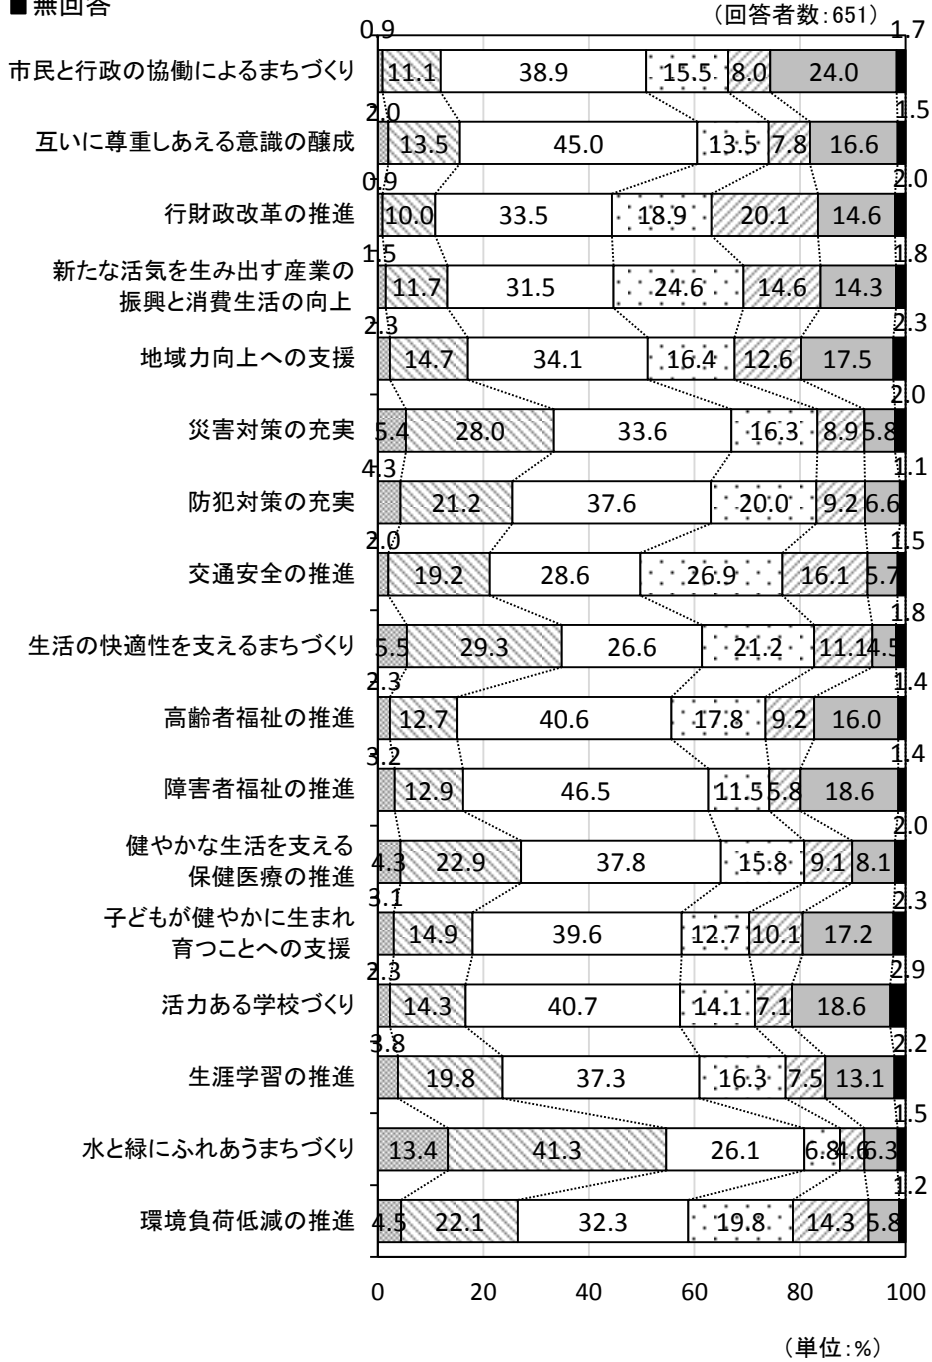 ■無回答
（回答者数：651）
0.9 1.7
市民と行政の協働によるまちづくり 11.1 38.9 15.5 8.0 24.0
2.0 1.5
互いに尊重しあえる意識の醸成 13.5 45.0 13.5 7.8 16.6
0.9 2.0
行財政改革の推進 10.0 33.5 18.9 20.1 14.6
1.5 1.8
新たな活気を生み出す産業の
振興と消費生活の向上 11.7 31.5 24.6 14.6 14.3
2.3 2.3
地域力向上への支援 14.7 34.1 16.4 12.6 17.5
2.0
災害対策の充実 5.4 28.0 33.6 16.3 8.9 5.8
4.3 1.1
防犯対策の充実 21.2 37.6 20.0 9.2 6.6
2.0 1.5
交通安全の推進 19.2 28.6 26.9 16.1 5.7
1.8
生活の快適性を支えるまちづくり 5.5 29.3 26.6 21.2 11.1 4.5
2.3 1.4
高齢者福祉の推進 12.7 40.6 17.8 9.2 16.0
3.2 1.4
障害者福祉の推進 12.9 46.5 11.5 5.8 18.6
2.0
健やかな生活を支える
保健医療の推進 4.3 22.9 37.8 15.8 9.1 8.1
3.1 2.3
子どもが健やかに生まれ
育つことへの支援 14.9 39.6 12.7 10.1 17.2
2.3 2.9
活力ある学校づくり 14.3 40.7 14.1 7.1 18.6
3.8 2.2
生涯学習の推進 19.8 37.3 16.3 7.5 13.1
1.5
水と緑にふれあうまちづくり 13.4 41.3 26.1 6.8 4.6 6.3
1.2
環境負荷低減の推進 4.5 22.1 32.3 19.8 14.3 5.8
0 20 40 60 80 100
（単位：%）